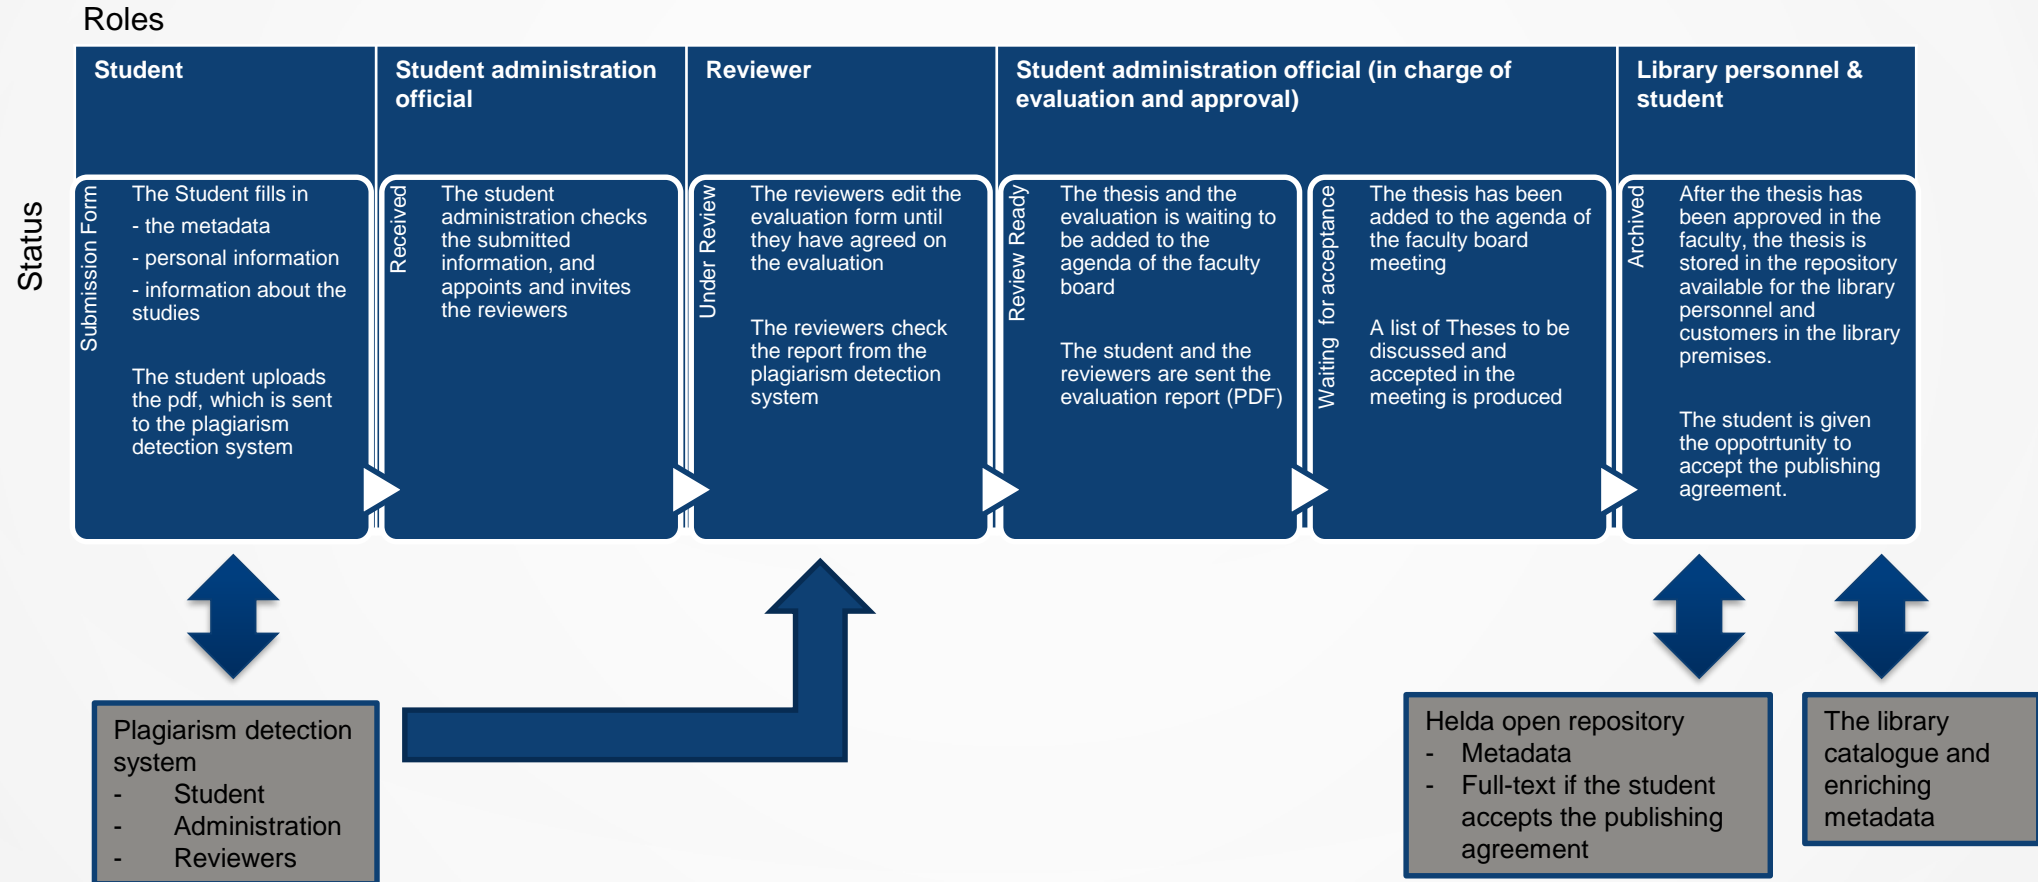 Roles
Status
Student
Student administration
official
Reviewer
Student administration official (in charge of
evaluation and approval)
Library personnel &
student
Submission Form
The Student fills in
- the metadata
- personal information
- information about the
studies
The student uploads
the pdf, which is sent
to the plagiarism
detection system
Received
The student
administration checks
the submitted
information, and
appoints and invites
the reviewers
Under Review
The reviewers edit the
evaluation form until
they have agreed on
the evaluation
The reviewers check
the report from the
plagiarism detection
system
Review Ready
The thesis and the
evaluation is waiting to
be added to the
agenda of the faculty
board
The student and the
reviewers are sent the
evaluation report (PDF)
Waiting for acceptance
The thesis has been
added to the agenda of
the faculty board
meeting
A list of Theses to be
discussed and
accepted in the
meeting is produced
Archived
After the thesis has
been approved in the
faculty, the thesis is
stored in the repository
available for the library
personnel and
customers in the library
premises.
The student is given
the oppotrtunity to
accept the publishing
agreement.
Plagiarism detection
system
- Student
- Administration
- Reviewers
Helda open repository
- Metadata
- Full-text if the student
accepts the publishing
agreement
The library
catalogue and
enriching
metadata